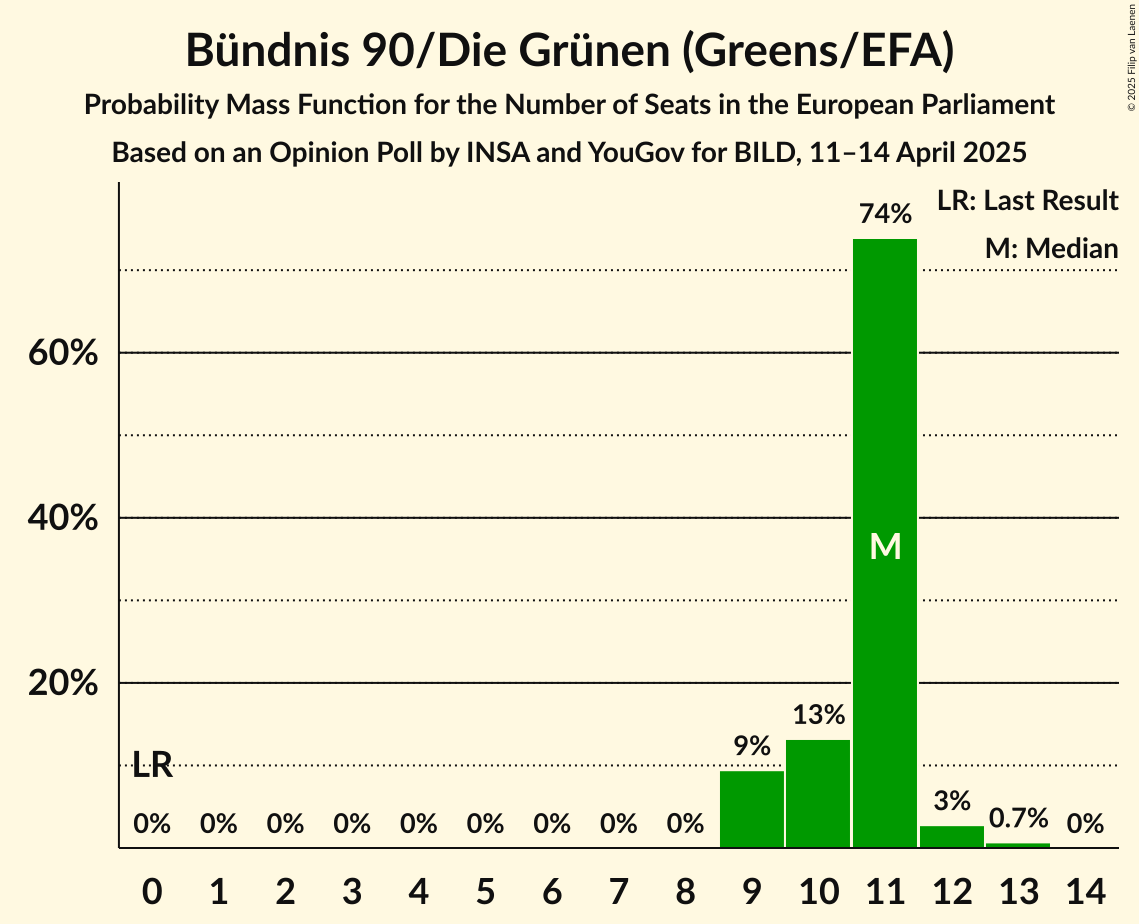 Bündnis 90/Die Grünen (Greens/EFA)
Probability Mass Function for the Number of Seats in the European Parliament
Based on an Opinion Poll by INSA and YouGov for BILD, 11–14 April 2025
© 2025 Filip van Laenen
LR: Last Result
M: Median
74%
60%
40%
M
20%
13%
9%
LR
3%
0.7%
0% 0% 0% 0% 0% 0% 0% 0% 0% 0%
0 1 2 3 4 5 6 7 8 9 10 11 12 13 14